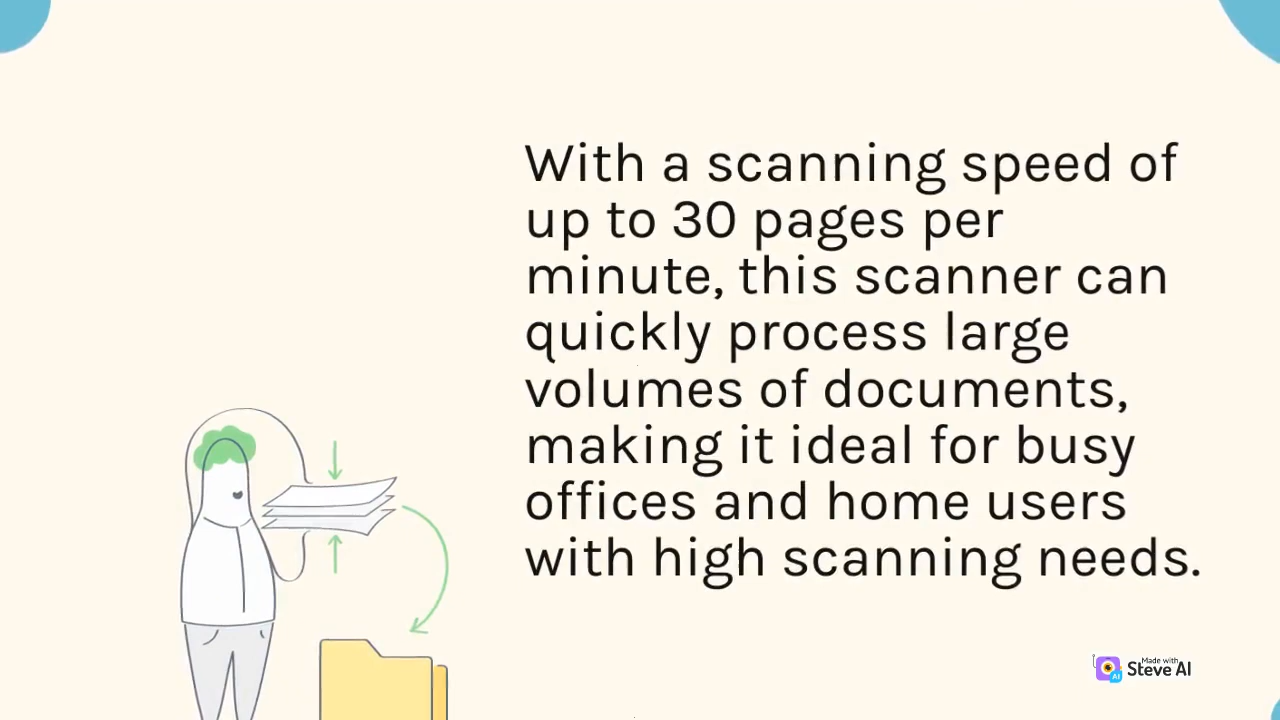 With a scanning speed of
up to 30 pages per
minute, this scanner can
quickly process large
volumes of documents,
making it ideal for busy
offices and home users
with high scanning needs.
Made with
Steve AI
AI